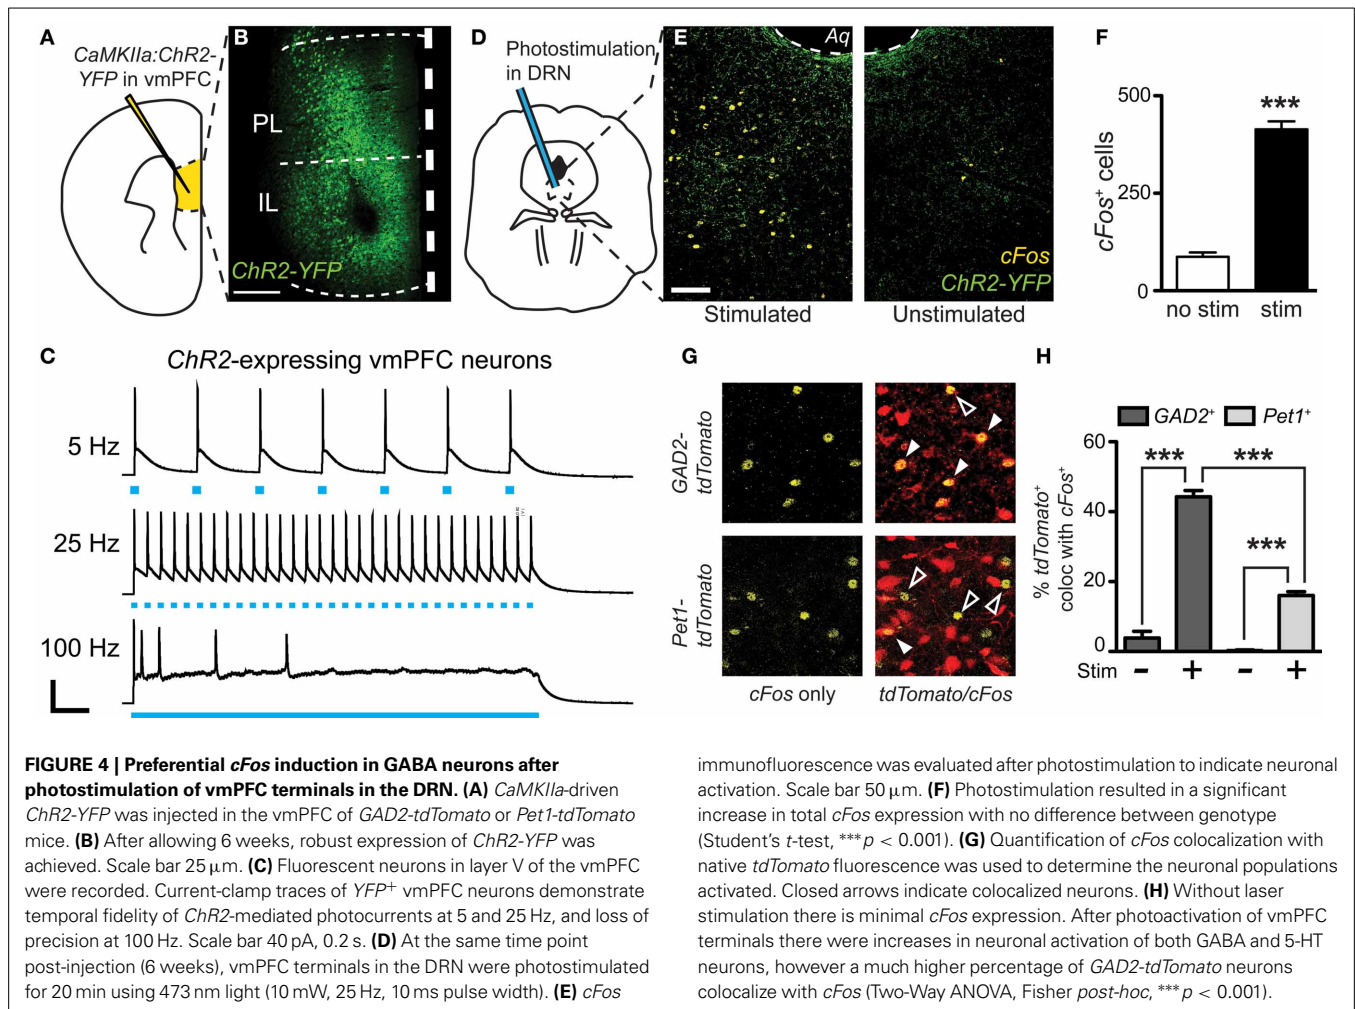 A
CaMKIIa:ChR2-
YFP in vmPFC
B
PL
IL
ChR2-YFP
D
Photostimulation
in DRN
E
Aq
cFos
ChR2-YFP
Stimulated
Unstimulated
F
500
250
0
cFos+ cells
***
no stim
stim
C
ChR2-expressing vmPFC neurons
5 Hz
25 Hz
100 Hz
G
GAD2-
tdTomato
Pet1-
tdTomato
cFos only
tdTomato/cFos
H
GAD2+
Pet1+
60
40
20
0
% tdTomato+
coloc with cFos+
***
***
***
Stim
- + - +
FIGURE 4 | Preferential cFos induction in GABA neurons after
photostimulation of vmPFC terminals in the DRN. (A) CaMKIIa-driven
ChR2-YFP was injected in the vmPFC of GAD2-tdTomato or Pet1-tdTomato
mice. (B) After allowing 6 weeks, robust expression of ChR2-YFP was
achieved. Scale bar 25 μm. (C) Fluorescent neurons in layer V of the vmPFC
were recorded. Current-clamp traces of YFP+ vmPFC neurons demonstrate
temporal fidelity of ChR2-mediated photocurrents at 5 and 25 Hz, and loss of
precision at 100 Hz. Scale bar 40 pA, 0.2 s. (D) At the same time point
post-injection (6 weeks), vmPFC terminals in the DRN were photostimulated
for 20 min using 473 nm light (10 mW, 25 Hz, 10 ms pulse width). (E) cFos
immunofluorescence was evaluated after photostimulation to indicate neuronal
activation. Scale bar 50 μm. (F) Photostimulation resulted in a significant
increase in total cFos expression with no difference between genotype
(Student's t-test, ***p < 0.001). (G) Quantification of cFos colocalization with
native tdTomato fluorescence was used to determine the neuronal populations
activated. Closed arrows indicate colocalized neurons. (H) Without laser
stimulation there is minimal cFos expression. After photoactivation of vmPFC
terminals there were increases in neuronal activation of both GABA and 5-HT
neurons, however a much higher percentage of GAD2-tdTomato neurons
colocalize with cFos (Two-Way ANOVA, Fisher post-hoc, ***p < 0.001).